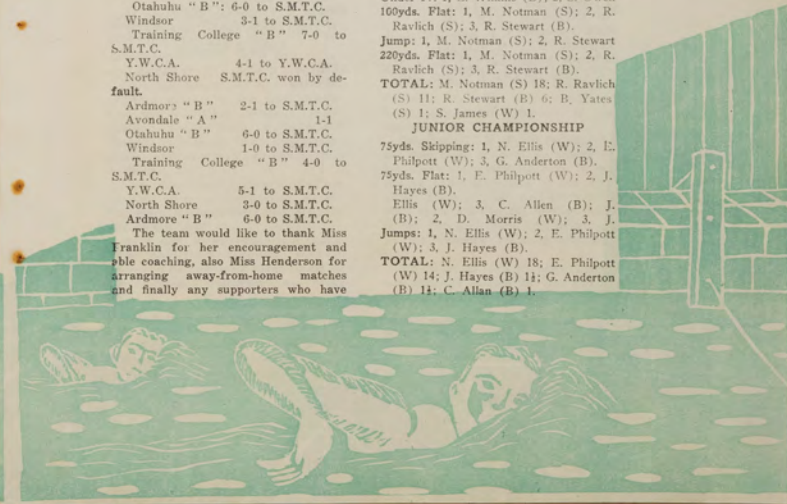 Otahuhu "B": 6-0 to S.M.T.C.
Windsor 3-1 to S.M.T.C.
Training College "B" 7-0 to
S.M.T.C.
Y.W.C.A. 4-1 to Y.W.C.A.
North Shore S.M.T.C. won by de-
fault.
Ardmore "B" 2-1 to S.M.T.C.
Avondale "A" 1-1
Otahuhu "B" 6-0 to S.M.T.C.
Windsor 1-0 to S.M.T.C.
Training College "B" 4-0 to
S.M.T.C.
Y.W.C.A. 5-1 to S.M.T.C.
North Shore 3-0 to S.M.T.C.
Ardmore "B" 6-0 to S.M.T.C.
The team would like to thank Miss
Franklin for her encouragement and
able coaching, also Miss Henderson for
arranging away-from-home matches
and finally any supporters who have
100yds. Flat: 1, M. Notman (S); 2, R.
Ravlich (S); 3, R. Stewart (B).
Jump: 1, M. Notman (S); 2, R. Stewart
220yds. Flat: 1, M. Notman (S); 2, R.
Ravlich (S); 3, R. Stewart (B).
TOTAL: M. Notman (S) 18; R. Ravlich
(S) 11; R. Stewart (B) 6; B. Yates
(S) 1; S. James (W) 1.
JUNIOR CHAMPIONSHIP
75yds. Skipping: 1, N. Ellis (W); 2, E.
Philpott (W); 3, G. Anderton (B).
75yds. Flat: 1, E. Philpott (W); 2, J.
Hayes (B).
Ellis (W); 3, C. Allen (B); J.
(B); 2, D. Morris (W); 3, J.
Jumps: 1, N. Ellis (W); 2, E. Philpott
(W); 3, J. Hayes (B).
TOTAL: N. Ellis (W) 18; E. Philpott
(W) 14; J. Hayes (B) 1½; G. Anderton
(B) 1½; C. Allan (B) 1.